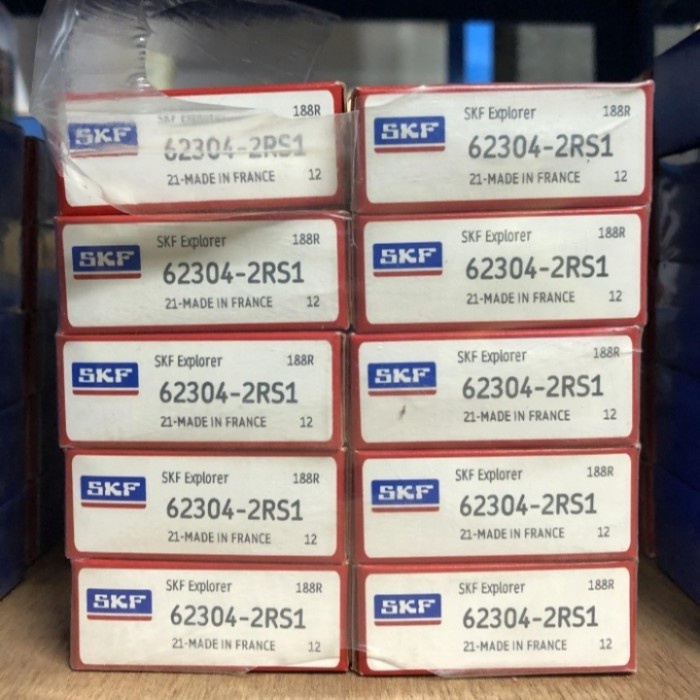 SKF SKF Explorer 188R
62304-2RS1
21-MADE IN FRANCE 12
SKF SKF Explorer 188R
62304-2RS1
21-MADE IN FRANCE 12
SKF SKF Explorer 188R
62304-2RS1
21-MADE IN FRANCE 12
SKF SKF Explorer 188R
62304-2RS1
21-MADE IN FRANCE 12
SKF SKF Explorer 188R
62304-2RS1
21-MADE IN FRANCE 12
SKF SKF Explorer 188R
62304-2RS1
21-MADE IN FRANCE 12
SKF SKF Explorer 188R
62304-2RS1
21-MADE IN FRANCE 12
SKF SKF Explorer 188R
62304-2RS1
21-MADE IN FRANCE 12
SKF SKF Explorer 188R
62304-2RS1
21-MADE IN FRANCE 12
SKF SKF Explorer 188R
62304-2RS1
21-MADE IN FRANCE 12